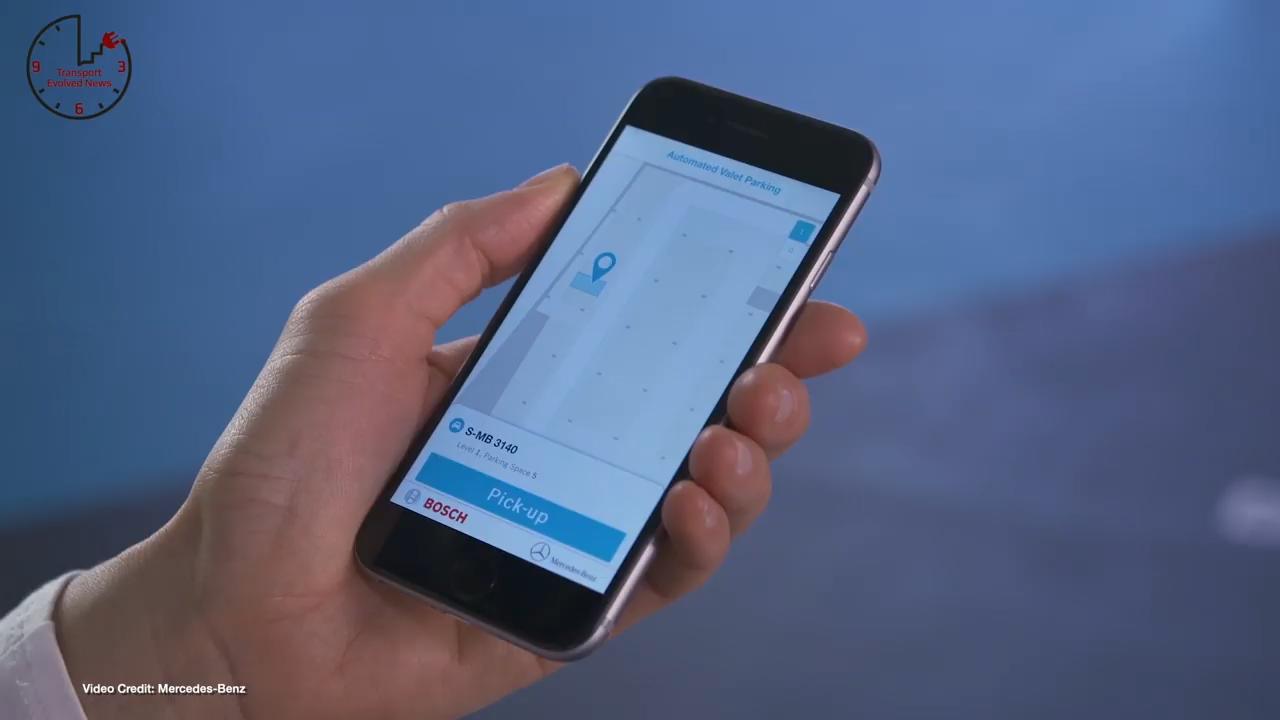 9
3
6
Transport
Evolved News
Automated Valet Parking
1
S-MB 3140
Level 1, Parking Space 5
Pick-up
BOSCH
Mercedes-Benz
Video Credit: Mercedes-Benz